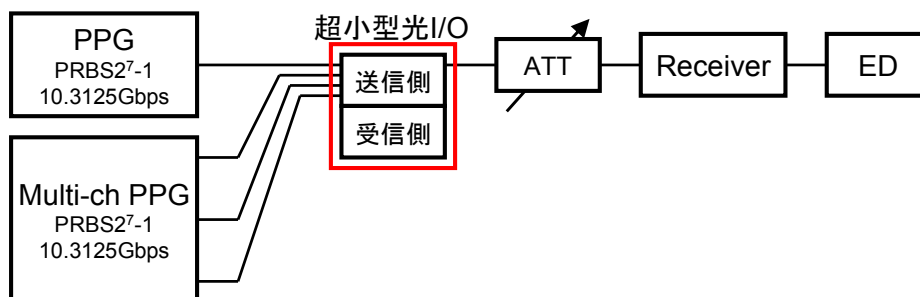 超小型光I/O
PPG
PRBS2⁷-1
10.3125Gbps
送信側
受信側
ATT
Receiver
ED
Multi-ch PPG
PRBS2⁷-1
10.3125Gbps